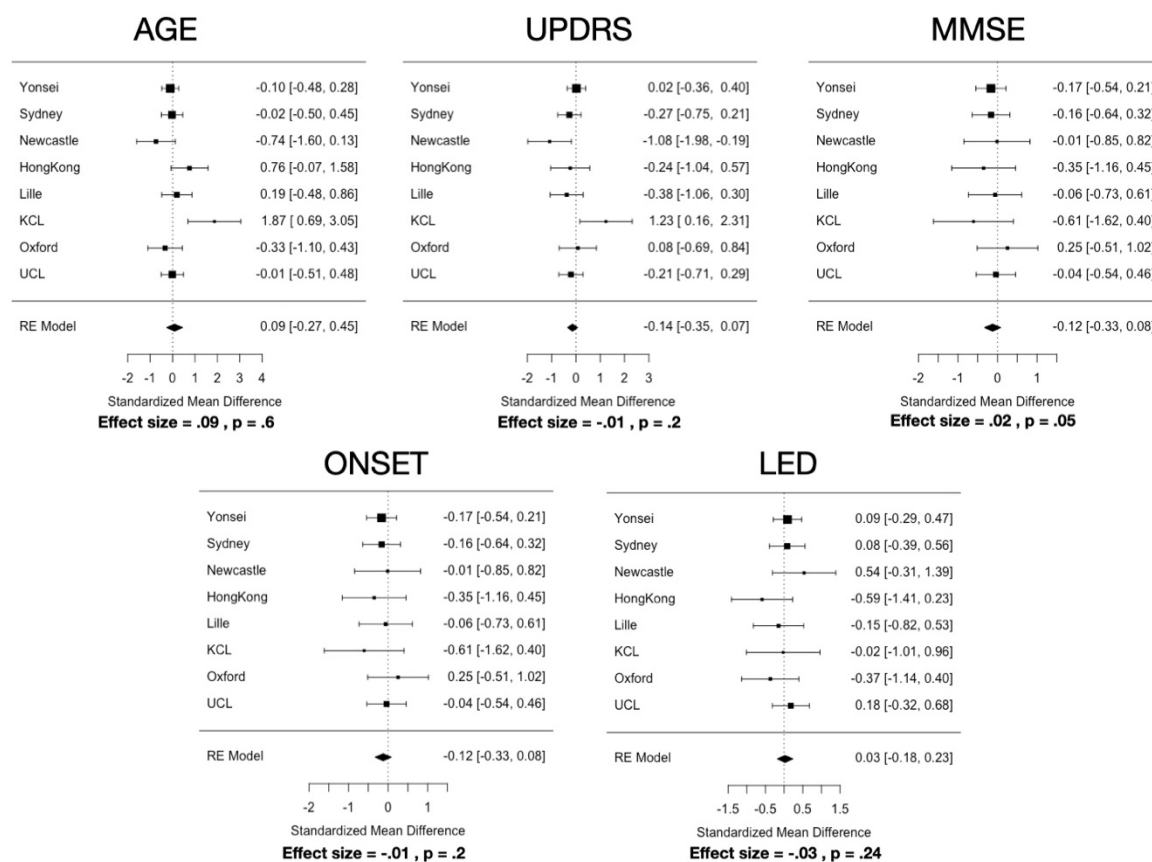 AGE
Yonsei -0.10 [-0.48, 0.28]
Sydney -0.02 [-0.50, 0.45]
Newcastle -0.74 [-1.60, 0.13]
HongKong 0.76 [-0.07, 1.58]
Lille 0.19 [-0.48, 0.86]
KCL 1.87 [ 0.69, 3.05]
Oxford -0.33 [-1.10, 0.43]
UCL -0.01 [-0.51, 0.48]
RE Model 0.09 [-0.27, 0.45]
-2 -1 0 1 2 3 4
Standardized Mean Difference
Effect size = .09 , p = .6
UPDRS
Yonsei 0.02 [-0.36, 0.40]
Sydney -0.27 [-0.75, 0.21]
Newcastle -1.08 [-1.98, -0.19]
HongKong -0.24 [-1.04, 0.57]
Lille -0.38 [-1.06, 0.30]
KCL 1.23 [ 0.16, 2.31]
Oxford 0.08 [-0.69, 0.84]
UCL -0.21 [-0.71, 0.29]
RE Model -0.14 [-0.35, 0.07]
-2 -1 0 1 2 3
Standardized Mean Difference
Effect size = -.01 , p = .2
MMSE
Yonsei -0.17 [-0.54, 0.21]
Sydney -0.16 [-0.64, 0.32]
Newcastle -0.01 [-0.85, 0.82]
HongKong -0.35 [-1.16, 0.45]
Lille -0.06 [-0.73, 0.61]
KCL -0.61 [-1.62, 0.40]
Oxford 0.25 [-0.51, 1.02]
UCL -0.04 [-0.54, 0.46]
RE Model -0.12 [-0.33, 0.08]
-2 -1 0 1
Standardized Mean Difference
Effect size = .02 , p = .05
ONSET
Yonsei -0.17 [-0.54, 0.21]
Sydney -0.16 [-0.64, 0.32]
Newcastle -0.01 [-0.85, 0.82]
HongKong -0.35 [-1.16, 0.45]
Lille -0.06 [-0.73, 0.61]
KCL -0.61 [-1.62, 0.40]
Oxford 0.25 [-0.51, 1.02]
UCL -0.04 [-0.54, 0.46]
RE Model -0.12 [-0.33, 0.08]
-2 -1 0 1
Standardized Mean Difference
Effect size = -.01 , p = .2
LED
Yonsei 0.09 [-0.29, 0.47]
Sydney 0.08 [-0.39, 0.56]
Newcastle 0.54 [-0.31, 1.39]
HongKong -0.59 [-1.41, 0.23]
Lille -0.15 [-0.82, 0.53]
KCL -0.02 [-1.01, 0.96]
Oxford -0.37 [-1.14, 0.40]
UCL 0.18 [-0.32, 0.68]
RE Model 0.03 [-0.18, 0.23]
-1.5 -0.5 0.5 1.5
Standardized Mean Difference
Effect size = -.03 , p = .24